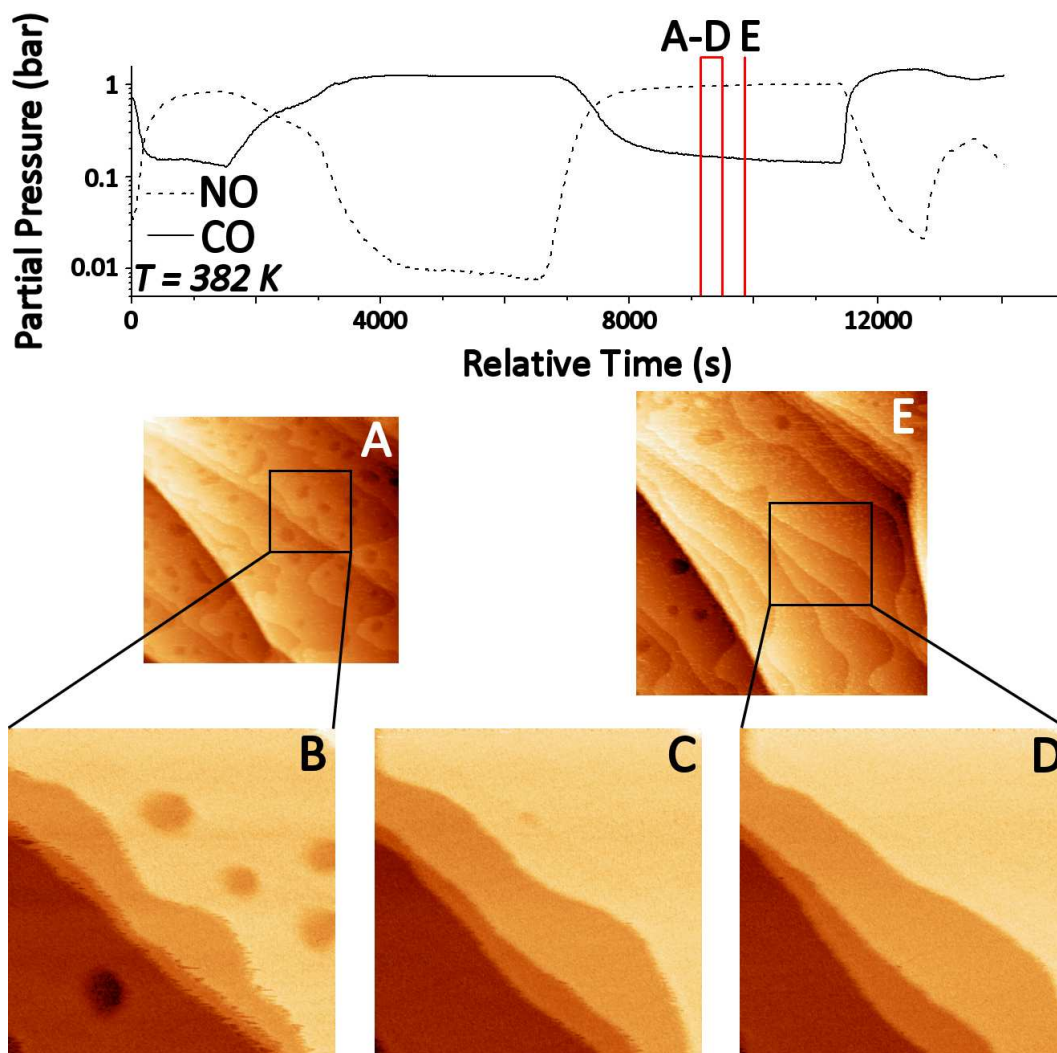 A-D E
Partial Pressure (bar)
1
0.1
0.01
NO
CO
T = 382 K
0 4000 8000 12000
Relative Time (s)
A
E
B
C
D